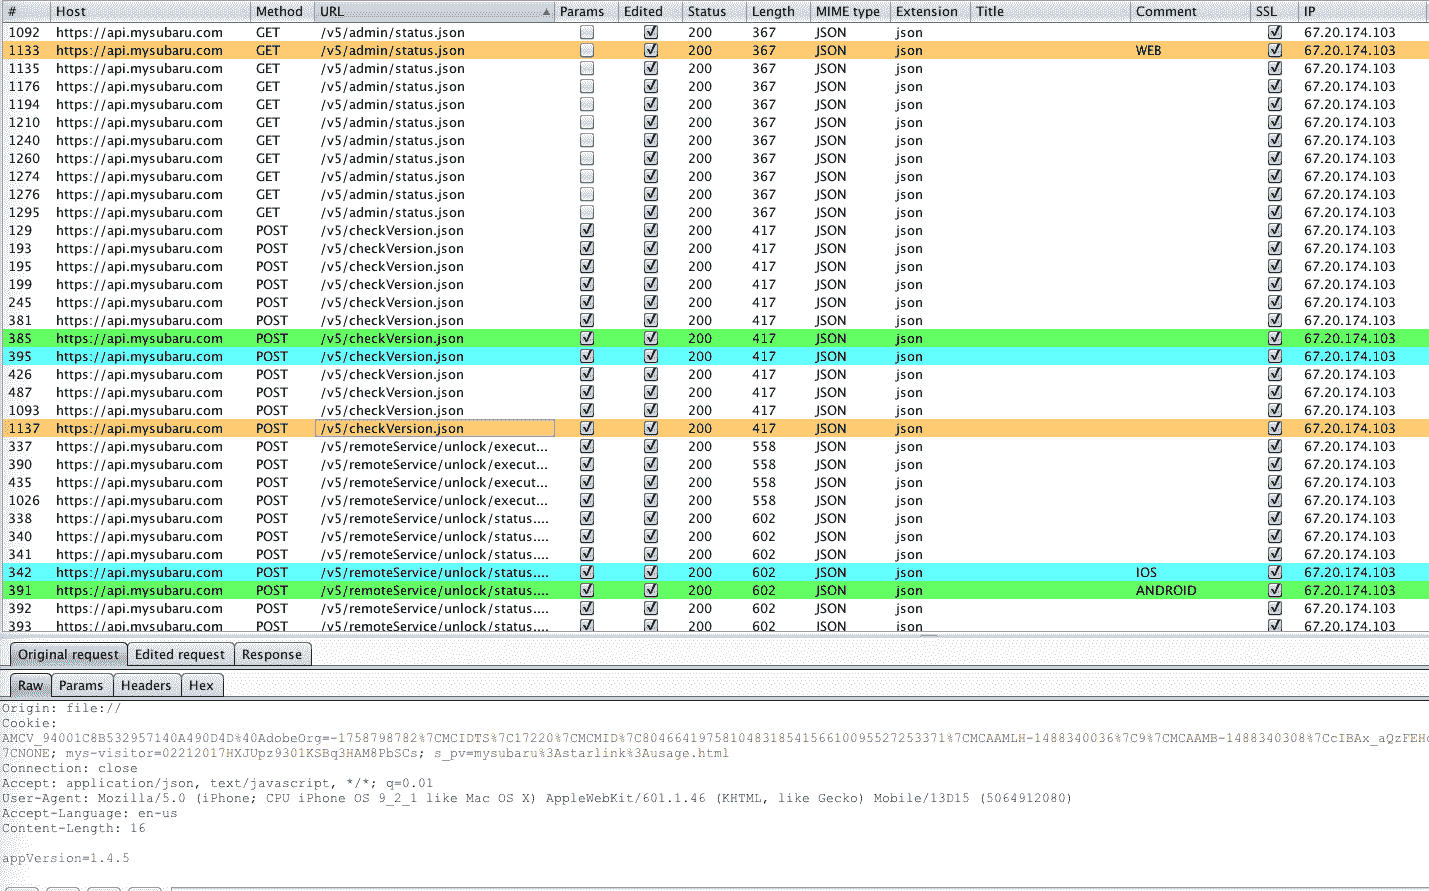 # Host Method URL Params Edited Status Length MIME type Extension Title Comment SSL IP
1092 https://api.mysubaru.com GET /v5/admin/status.json 200 367 JSON json 67.20.174.103
1133 https://api.mysubaru.com GET /v5/admin/status.json 200 367 JSON json WEB 67.20.174.103
1135 https://api.mysubaru.com GET /v5/admin/status.json 200 367 JSON json 67.20.174.103
1176 https://api.mysubaru.com GET /v5/admin/status.json 200 367 JSON json 67.20.174.103
1194 https://api.mysubaru.com GET /v5/admin/status.json 200 367 JSON json 67.20.174.103
1210 https://api.mysubaru.com GET /v5/admin/status.json 200 367 JSON json 67.20.174.103
1240 https://api.mysubaru.com GET /v5/admin/status.json 200 367 JSON json 67.20.174.103
1260 https://api.mysubaru.com GET /v5/admin/status.json 200 367 JSON json 67.20.174.103
1274 https://api.mysubaru.com GET /v5/admin/status.json 200 367 JSON json 67.20.174.103
1276 https://api.mysubaru.com GET /v5/admin/status.json 200 367 JSON json 67.20.174.103
1295 https://api.mysubaru.com GET /v5/admin/status.json 200 367 JSON json 67.20.174.103
129 https://api.mysubaru.com POST /v5/checkVersion.json 200 417 JSON json 67.20.174.103
193 https://api.mysubaru.com POST /v5/checkVersion.json 200 417 JSON json 67.20.174.103
195 https://api.mysubaru.com POST /v5/checkVersion.json 200 417 JSON json 67.20.174.103
199 https://api.mysubaru.com POST /v5/checkVersion.json 200 417 JSON json 67.20.174.103
245 https://api.mysubaru.com POST /v5/checkVersion.json 200 417 JSON json 67.20.174.103
381 https://api.mysubaru.com POST /v5/checkVersion.json 200 417 JSON json 67.20.174.103
385 https://api.mysubaru.com POST /v5/checkVersion.json 200 417 JSON json 67.20.174.103
395 https://api.mysubaru.com POST /v5/checkVersion.json 200 417 JSON json 67.20.174.103
426 https://api.mysubaru.com POST /v5/checkVersion.json 200 417 JSON json 67.20.174.103
487 https://api.mysubaru.com POST /v5/checkVersion.json 200 417 JSON json 67.20.174.103
1093 https://api.mysubaru.com POST /v5/checkVersion.json 200 417 JSON json 67.20.174.103
1137 https://api.mysubaru.com POST /v5/checkVersion.json 200 417 JSON json 67.20.174.103
337 https://api.mysubaru.com POST /v5/remoteService/unlock/execut... 200 558 JSON json 67.20.174.103
390 https://api.mysubaru.com POST /v5/remoteService/unlock/execut... 200 558 JSON json 67.20.174.103
435 https://api.mysubaru.com POST /v5/remoteService/unlock/execut... 200 558 JSON json 67.20.174.103
1026 https://api.mysubaru.com POST /v5/remoteService/unlock/execut... 200 558 JSON json 67.20.174.103
338 https://api.mysubaru.com POST /v5/remoteService/unlock/status.... 200 602 JSON json 67.20.174.103
340 https://api.mysubaru.com POST /v5/remoteService/unlock/status.... 200 602 JSON json 67.20.174.103
341 https://api.mysubaru.com POST /v5/remoteService/unlock/status.... 200 602 JSON json 67.20.174.103
342 https://api.mysubaru.com POST /v5/remoteService/unlock/status.... 200 602 JSON json IOS 67.20.174.103
391 https://api.mysubaru.com POST /v5/remoteService/unlock/status.... 200 602 JSON json ANDROID 67.20.174.103
392 https://api.mysubaru.com POST /v5/remoteService/unlock/status.... 200 602 JSON json 67.20.174.103
393 https://api.mysubaru.com POST /v5/remoteService/unlock/status.... 200 602 JSON json 67.20.174.103
Original request Edited request Response
Raw Params Headers Hex
Origin: file://
Cookie:
AMCV_94001C8B532957140A490D4D%40AdobeOrg=-1758798782%7CMCIDTS%7C17220%7CMCMID%7C80466419758104831854156610095527253371%7CMCAAMLH-1488340036%7C9%7CMCAAMB-1488340308%7CcIBAx_aQzFEHc
7CNONE; mys-visitor=02212017HXJUpz9301KSBq3HAM8PbSCs; s_pv=mysubaru%3Astarlink%3Ausage.html
Connection: close
Accept: application/json, text/javascript, */*; q=0.01
User-Agent: Mozilla/5.0 (iPhone; CPU iPhone OS 9_2_1 like Mac OS X) AppleWebKit/601.1.46 (KHTML, like Gecko) Mobile/13D15 (5064912080)
Accept-Language: en-us
Content-Length: 16
appVersion=1.4.5